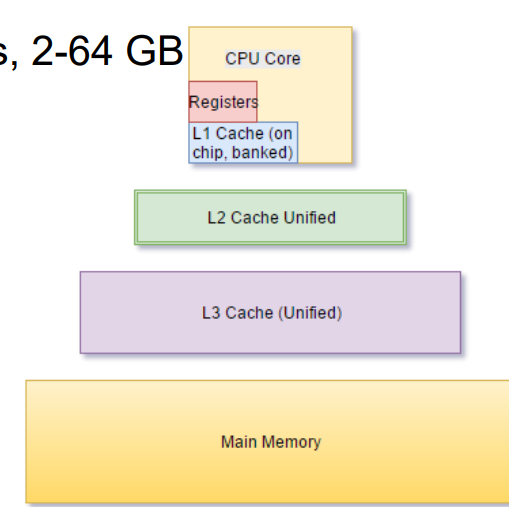 s, 2-64 GB
CPU Core
Registers
L1 Cache (on
chip, banked)
L2 Cache Unified
L3 Cache (Unified)
Main Memory